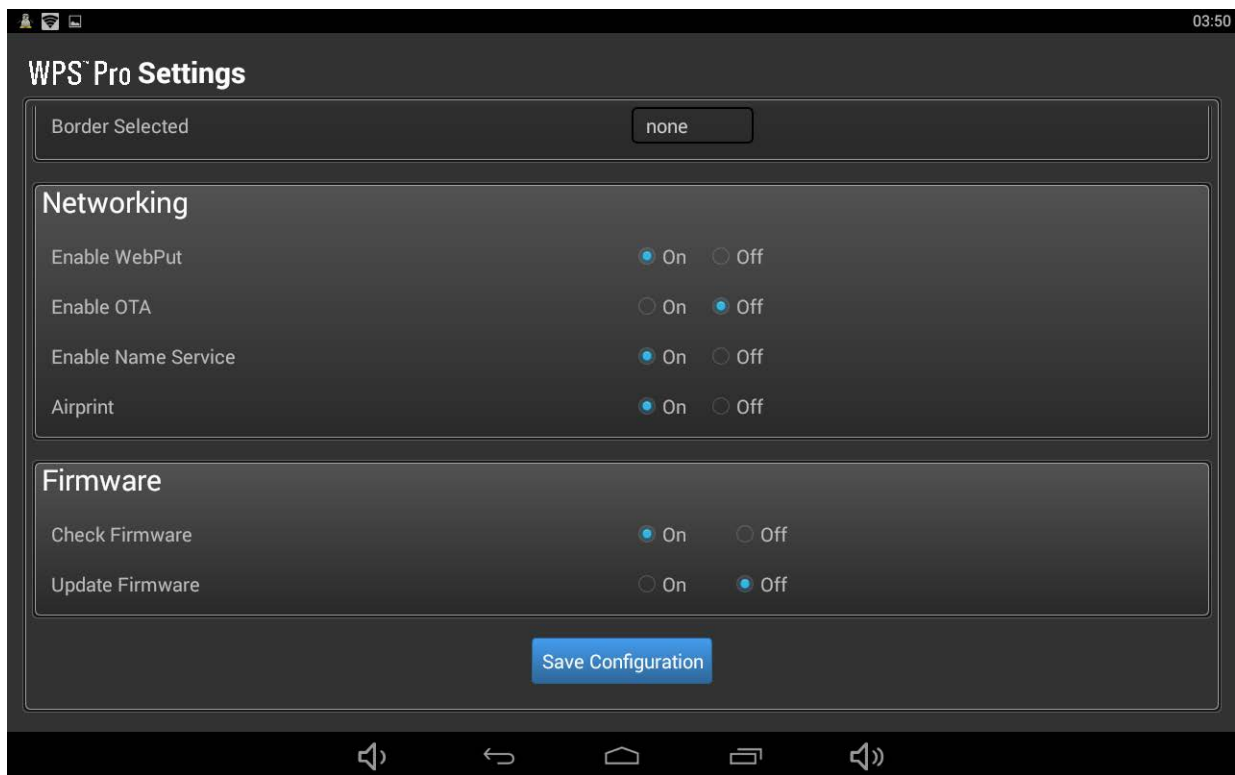 03:50
WPS™ Pro Settings
Border Selected none
Networking
Enable WebPut On Off
Enable OTA On Off
Enable Name Service On Off
Airprint On Off
Firmware
Check Firmware On Off
Update Firmware On Off
Save Configuration